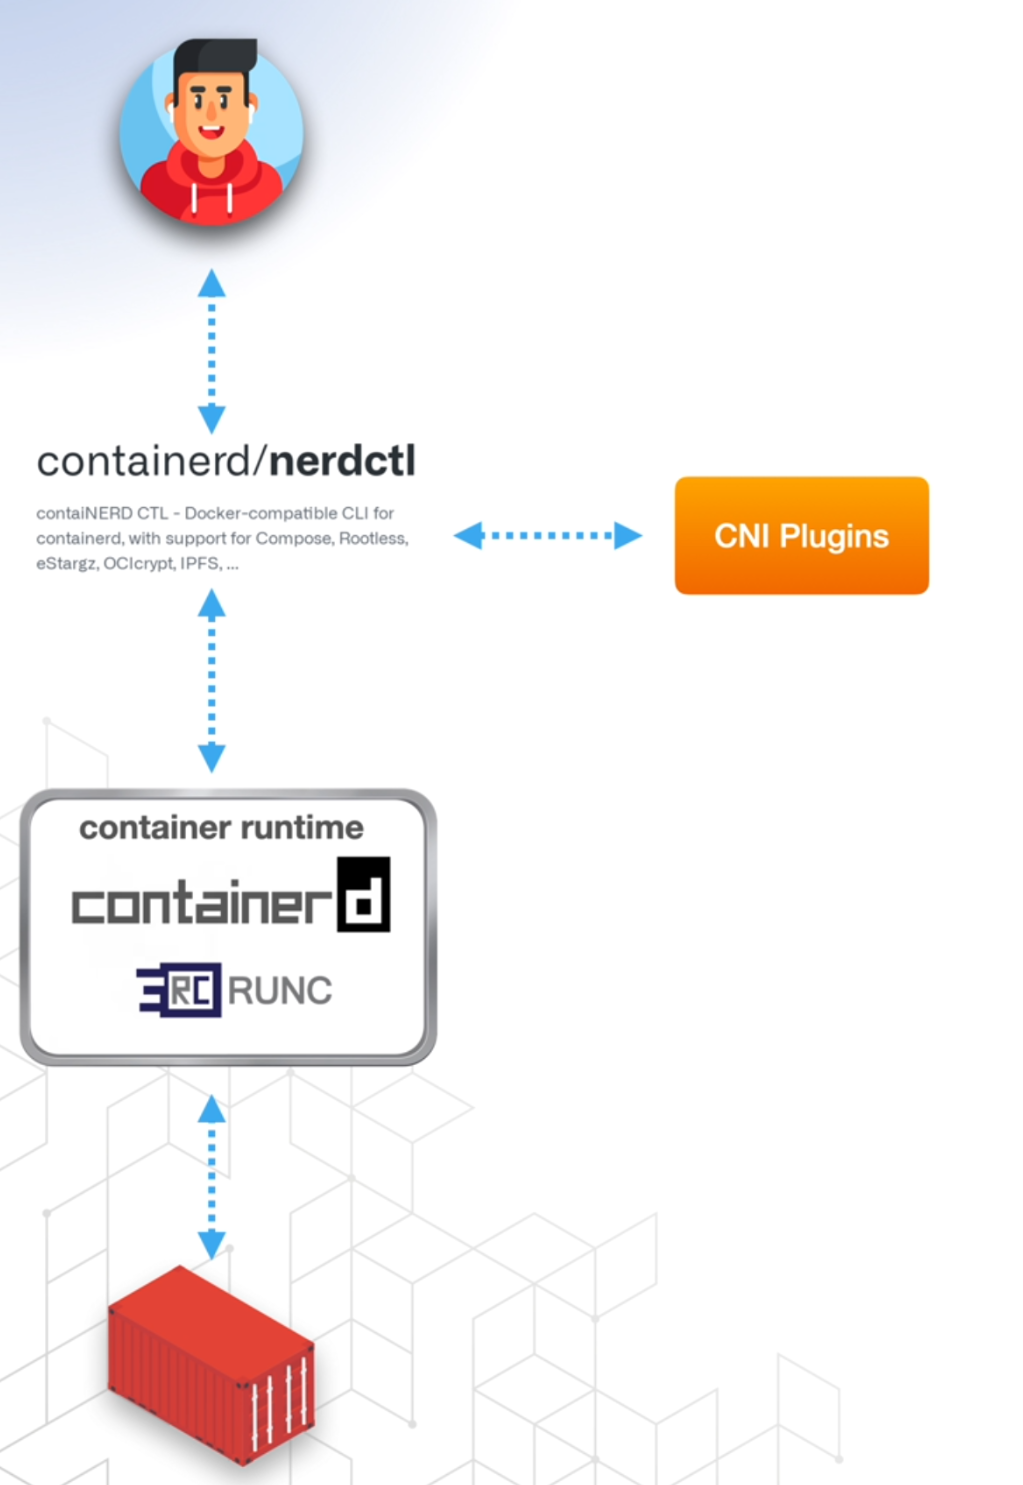 containerd/nerdctl
contaiNERD CTL - Docker-compatible CLI for
containerd, with support for Compose, Rootless,
eStargz, OCIcrypt, IPFS, ...
CNI Plugins
container runtime
containerd
RC RUNC